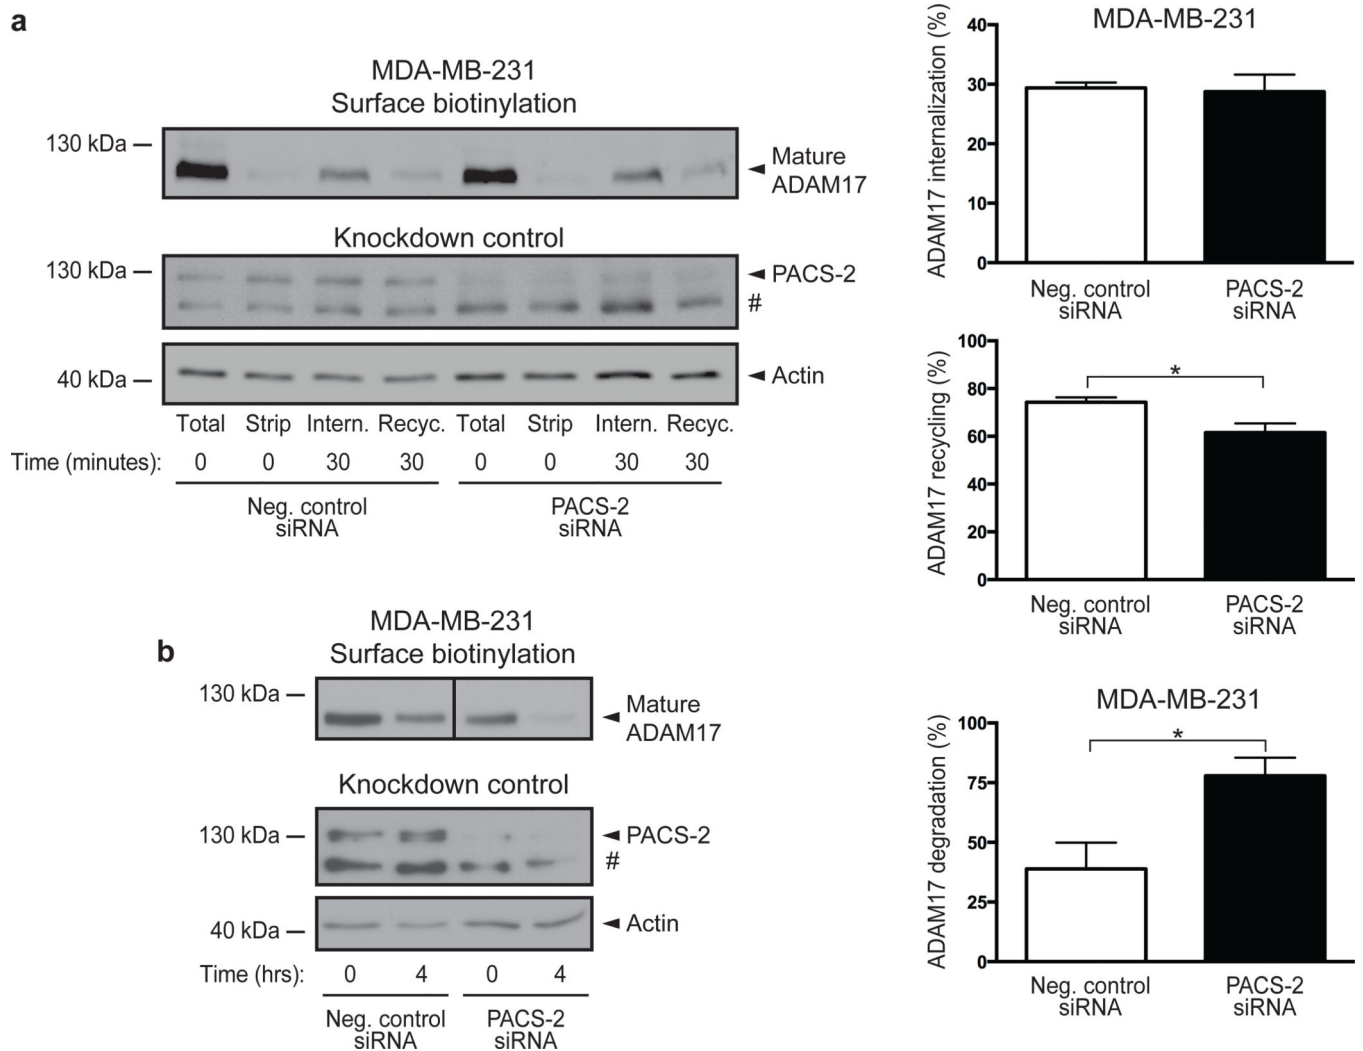 a
MDA-MB-231
Surface biotinylation
130 kDa
Mature
ADAM17
Knockdown control
130 kDa
PACS-2
#
40 kDa
Actin
Total Strip Intern. Recyc. Total Strip Intern. Recyc.
Time (minutes): 0 0 30 30 0 0 30 30
Neg. control
siRNA
PACS-2
siRNA
MDA-MB-231
ADAM17 internalization (%)
40
30
20
10
0
Neg. control
siRNA
PACS-2
siRNA
ADAM17 recycling (%)
100
80
60
40
20
0
*
Neg. control
siRNA
PACS-2
siRNA
b
MDA-MB-231
Surface biotinylation
130 kDa
Mature
ADAM17
Knockdown control
130 kDa
PACS-2
#
40 kDa
Actin
Time (hrs): 0 4 0 4
Neg. control
siRNA
PACS-2
siRNA
MDA-MB-231
ADAM17 degradation (%)
100
75
50
25
0
*
Neg. control
siRNA
PACS-2
siRNA